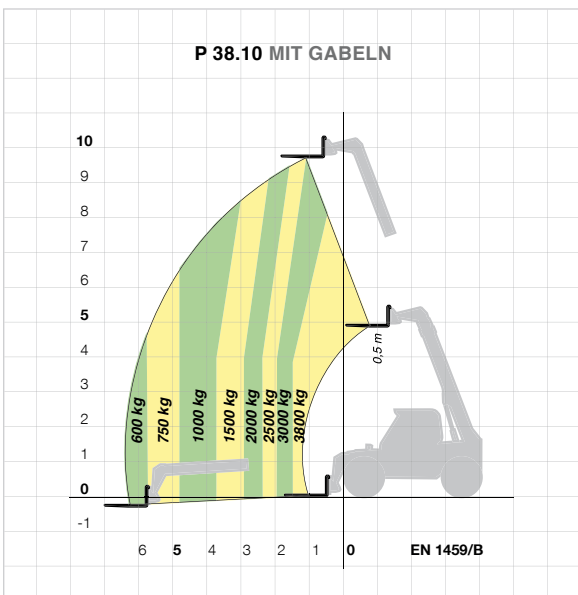 P 38.10 MIT GABELN
10
9
8
7
6
5
4
3
2
1
0
-1
0,5 m
600 kg
750 kg
1000 kg
1500 kg
2000 kg
2500 kg
3000 kg
3800 kg
6 5 4 3 2 1 0 EN 1459/B